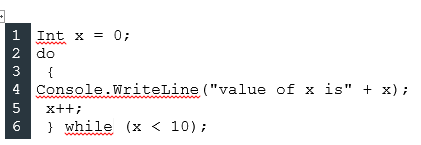 1 Int x = 0;
2 do
3 {
4 Console.WriteLine("value of x is" + x);
5 x++;
6 } while (x < 10);